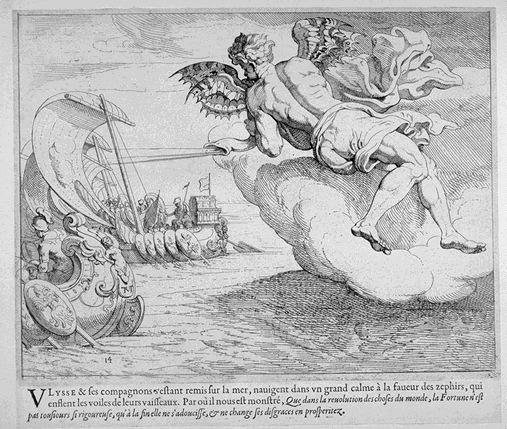 14
VLYSSE & ses compagnons s'estant remis sur la mer, nauigent dans vn grand calme à la faueur des zephirs, qui
enflent les voiles de leurs vaisseaux. Par où il nous est monstré, Que dans la reuolution des choses du monde, la Fortune n'est
pas tousiours si rigoureuse, qu'à la fin elle ne s'adoucisse, & ne change ses disgraces en prosperitez.